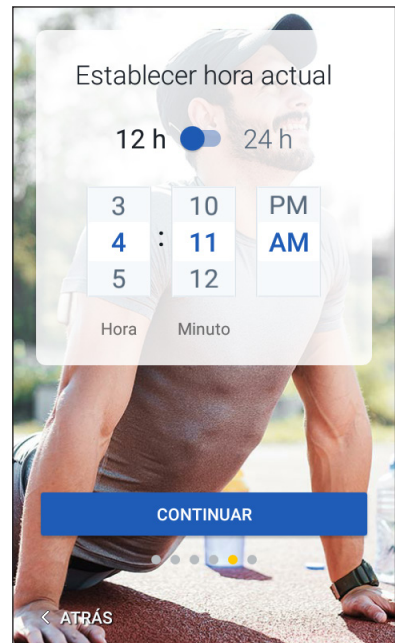 Establecer hora actual
12 h 24 h
3 10 PM
4 : 11 AM
5 12
Hora Minuto
CONTINUAR
< ATRÁS